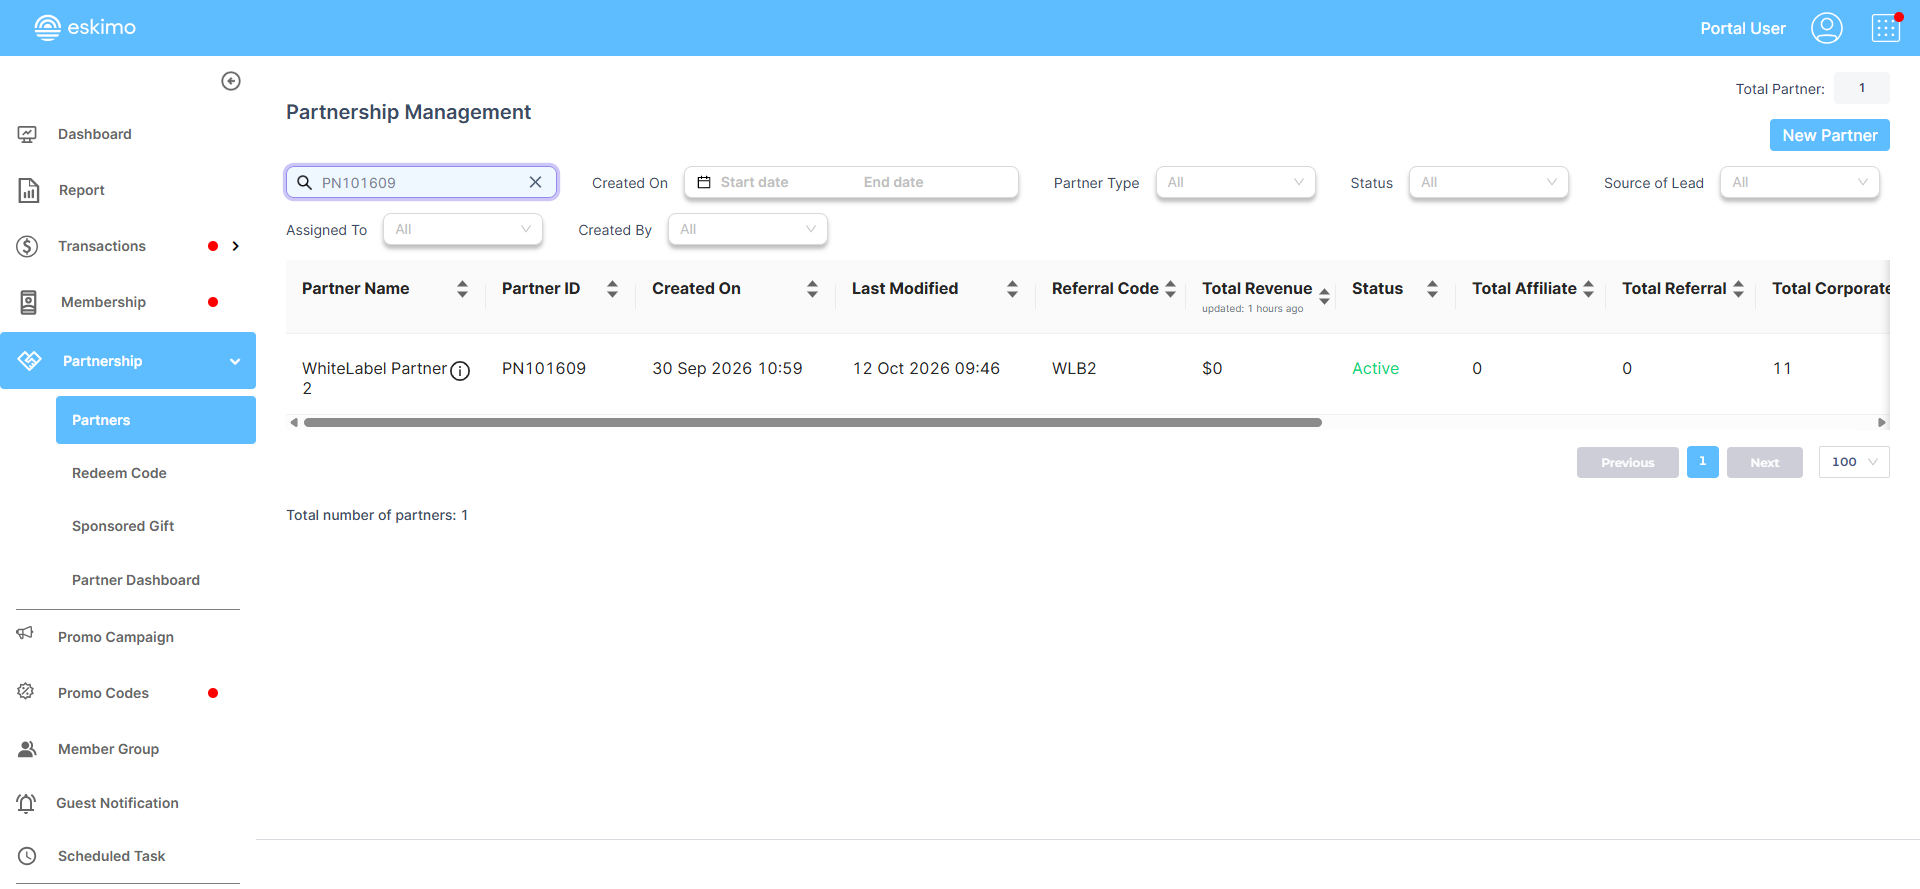 eskimo
Portal User
Total Partner: 1
Partnership Management
New Partner
Dashboard
Report
Transactions
Membership
Partnership
Partners
Redeem Code
Sponsored Gift
Partner Dashboard
Promo Campaign
Promo Codes
Member Group
Guest Notification
Scheduled Task
PN101609
Created On Start date End date
Partner Type All
Status All
Source of Lead All
Assigned To All
Created By All
Partner Name Partner ID Created On Last Modified Referral Code Total Revenue Status Total Affiliate Total Referral Total Corporate
updated: 1 hours ago
WhiteLabel Partner PN101609 30 Sep 2026 10:59 12 Oct 2026 09:46 WLB2 $0 Active 0 0 11
2
Previous 1 Next 100
Total number of partners: 1